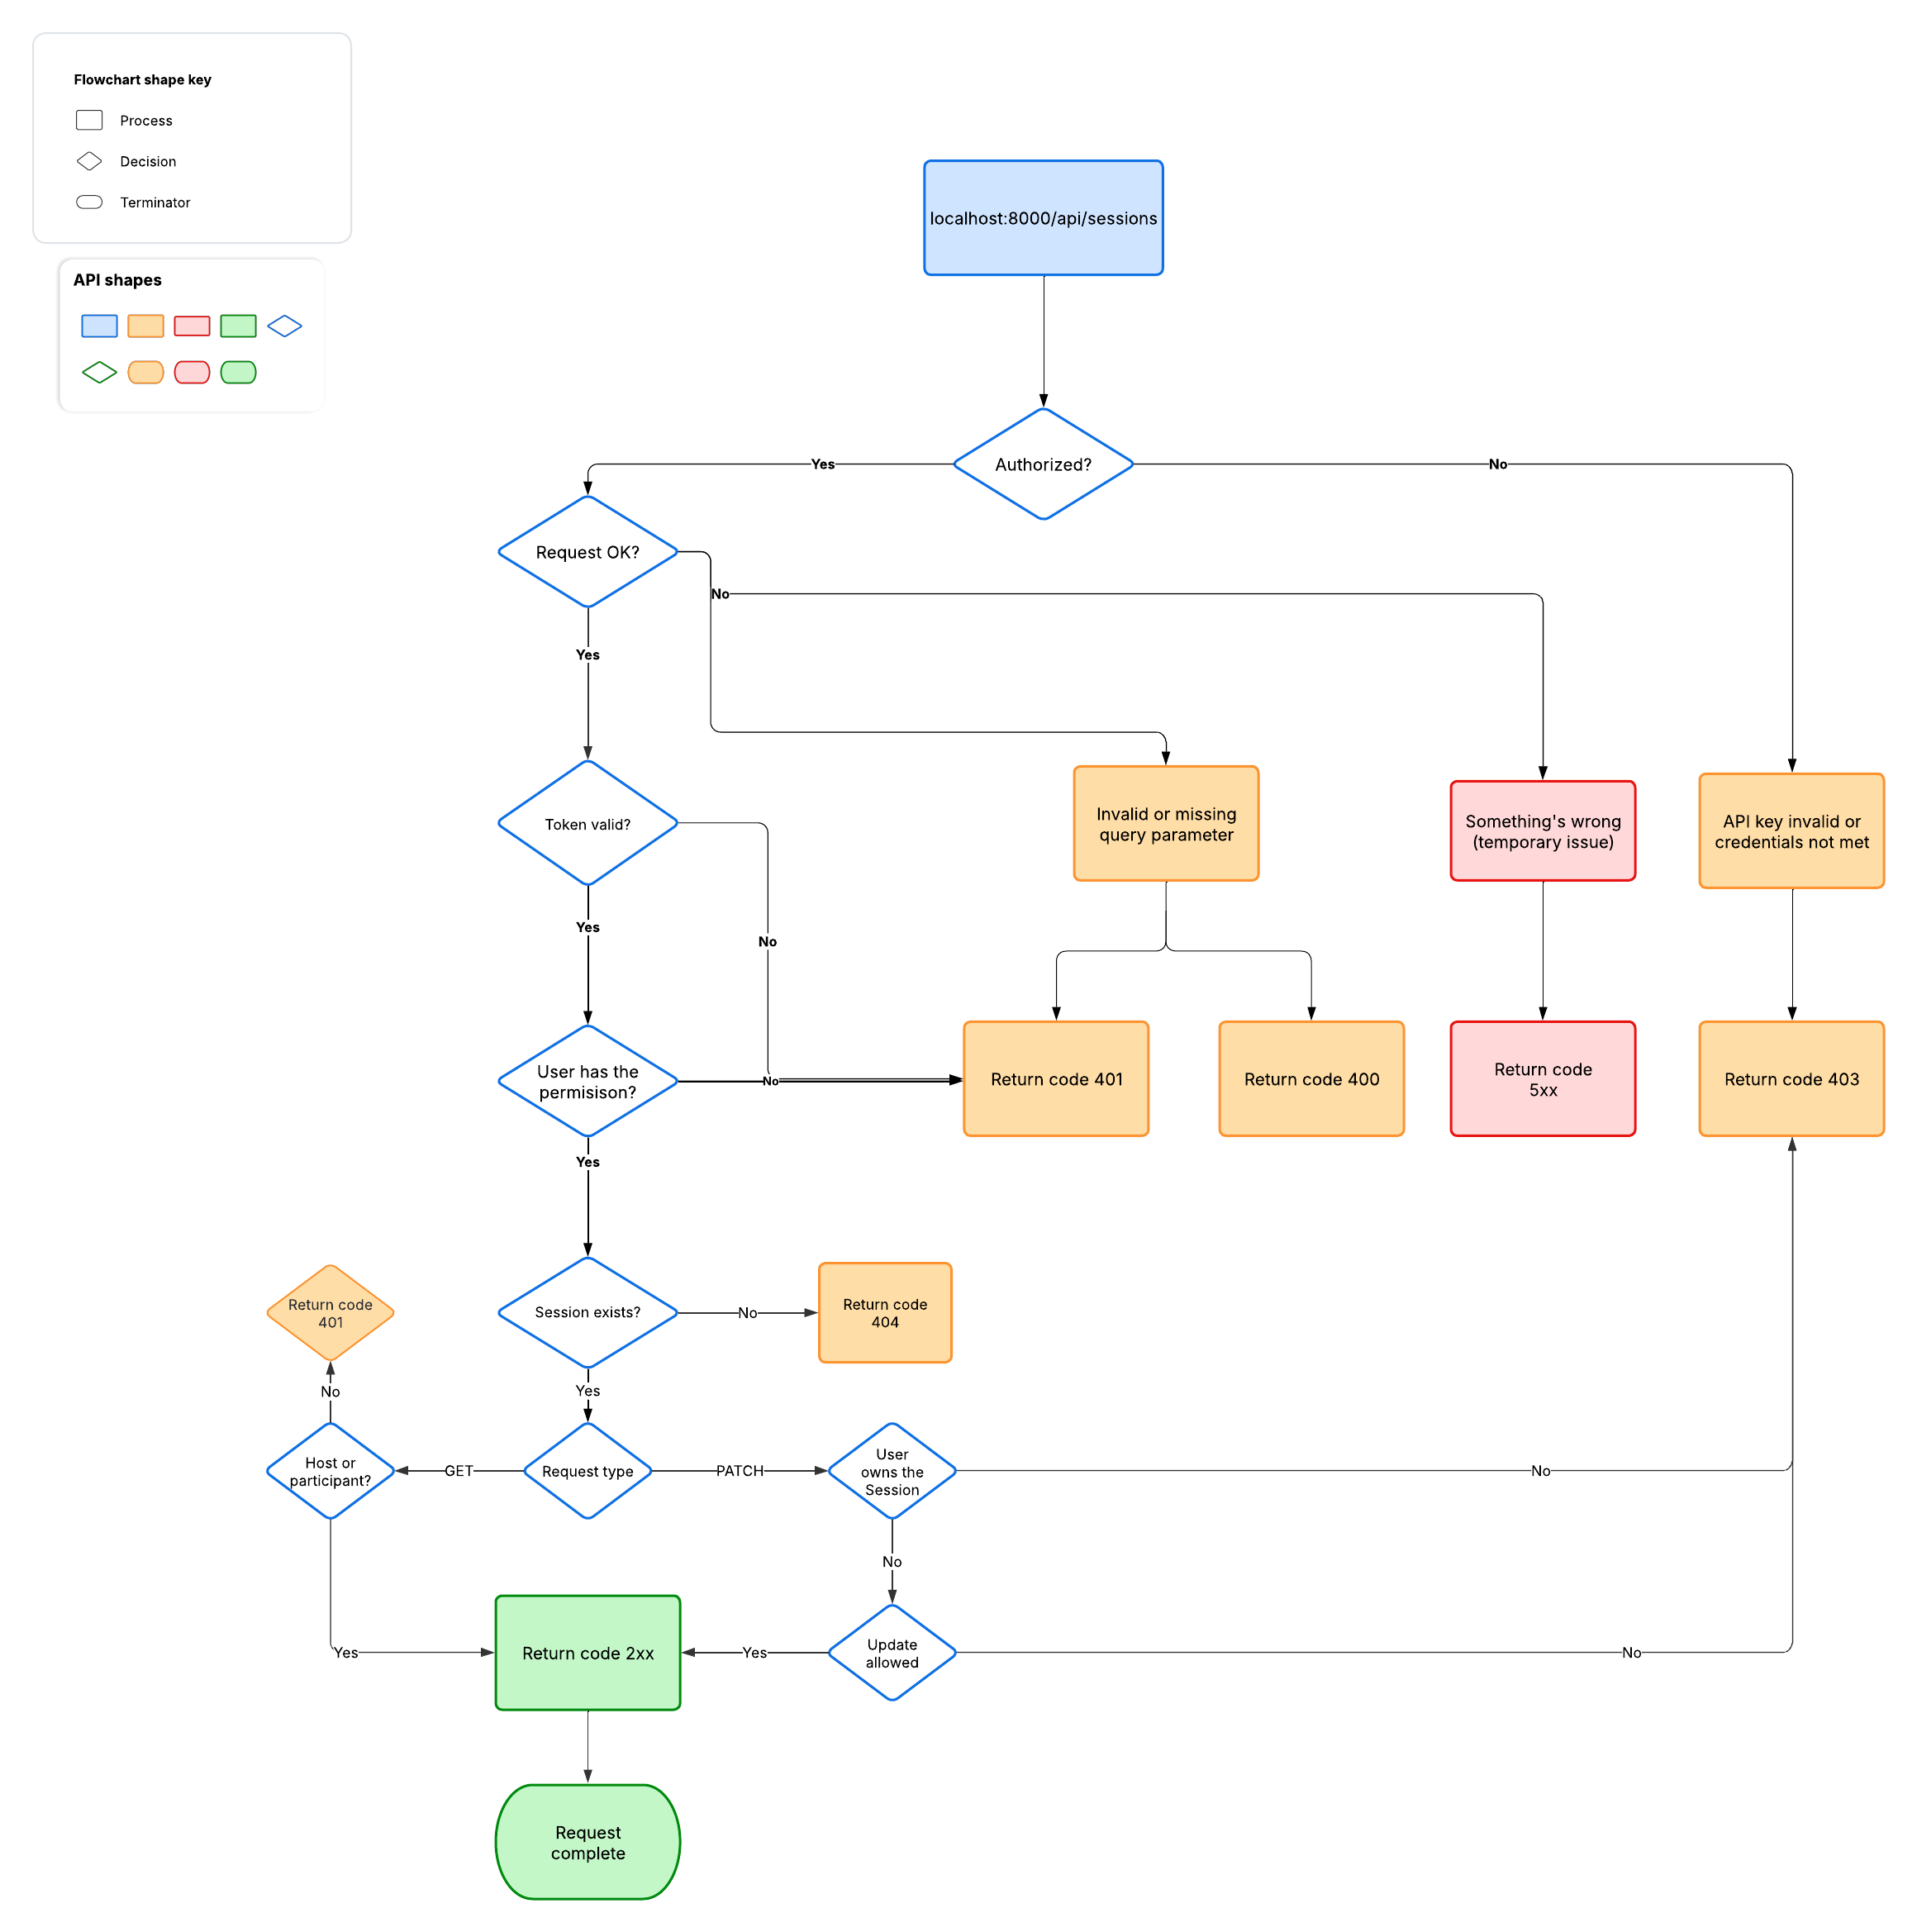 Flowchart shape key
Process
Decision
Terminator
API shapes
localhost:8000/api/sessions
Authorized?
Yes
No
Request OK?
No
Yes
Token valid?
Invalid or missing
query parameter
Something's wrong
(temporary issue)
API key invalid or
credentials not met
Yes
No
User has the
permisison?
No
Return code 401
Return code 400
Return code
5xx
Return code 403
Yes
Return code
401
Session exists?
No
Return code
404
No
Yes
Host or
participant?
GET
Request type
PATCH
User
owns the
Session
No
No
Yes
Return code 2xx
Yes
Update
allowed
No
Request
complete